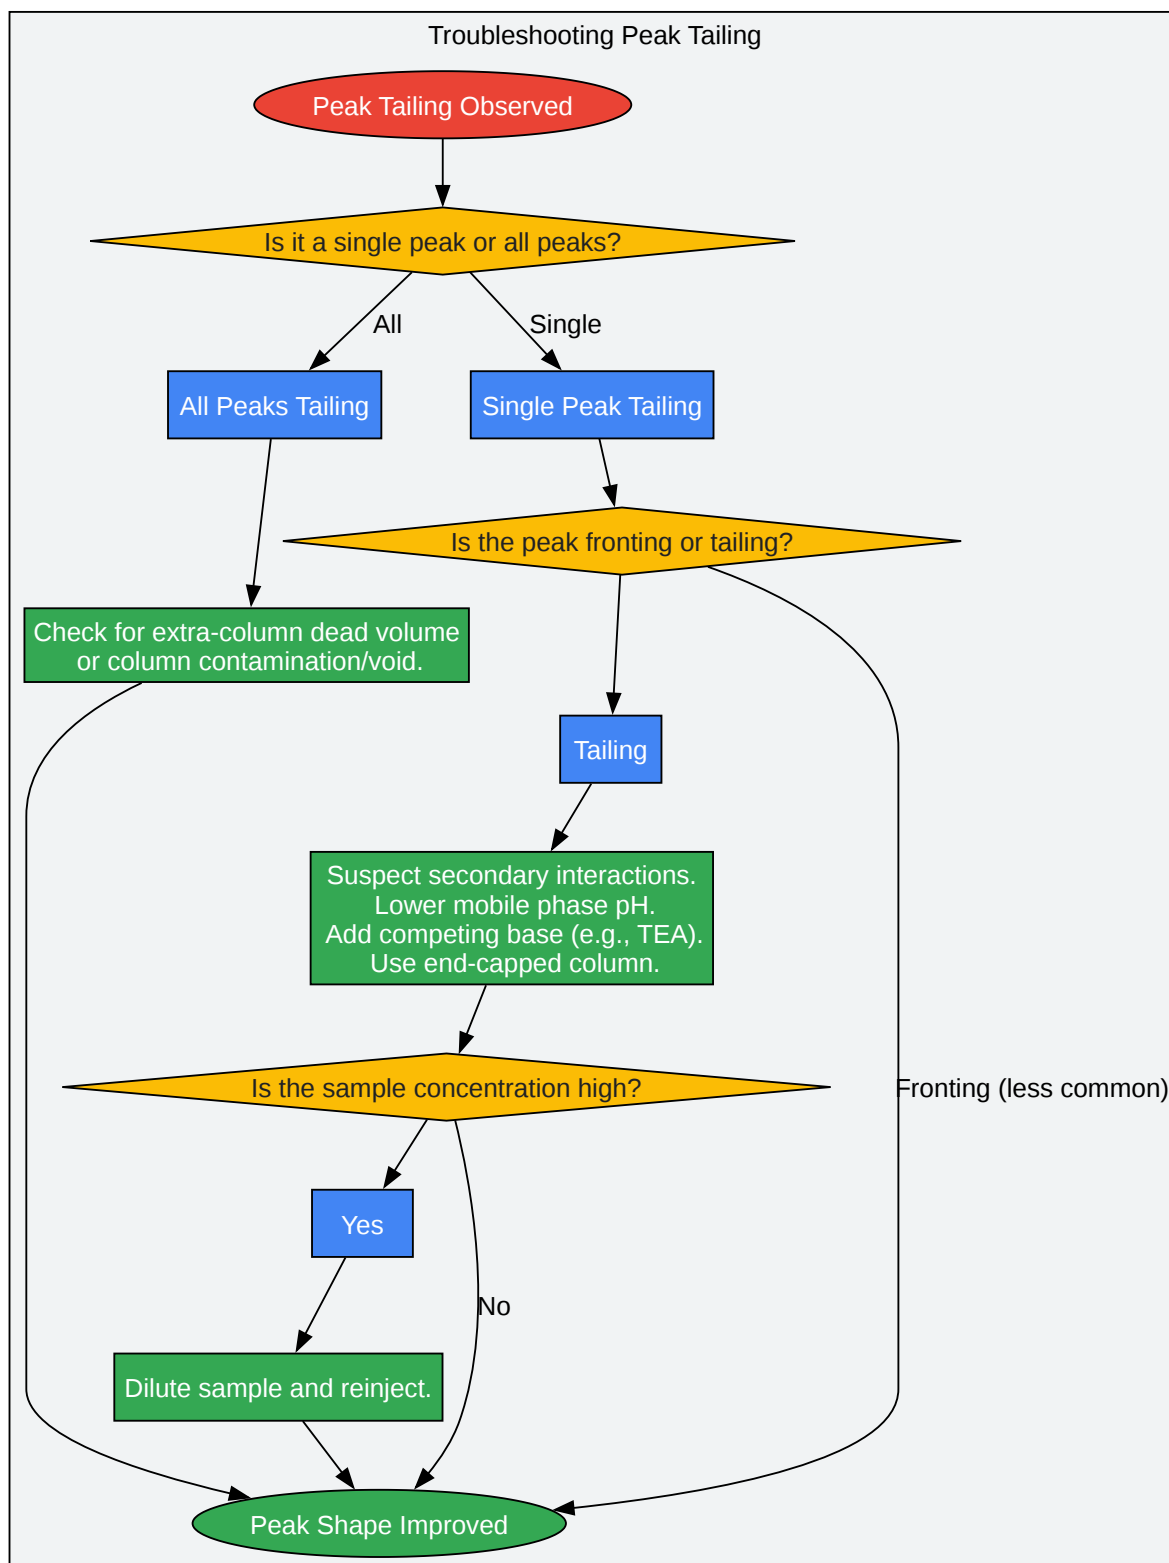 Troubleshooting Peak Tailing
Peak Tailing Observed
Is it a single peak or all peaks?
All
Single
All Peaks Tailing
Single Peak Tailing
Is the peak fronting or tailing?
Check for extra-column dead volume
or column contamination/void.
Tailing
Suspect secondary interactions.
Lower mobile phase pH.
Add competing base (e.g., TEA).
Use end-capped column.
Is the sample concentration high?
Fronting (less common)
Yes
No
Dilute sample and reinject.
Peak Shape Improved